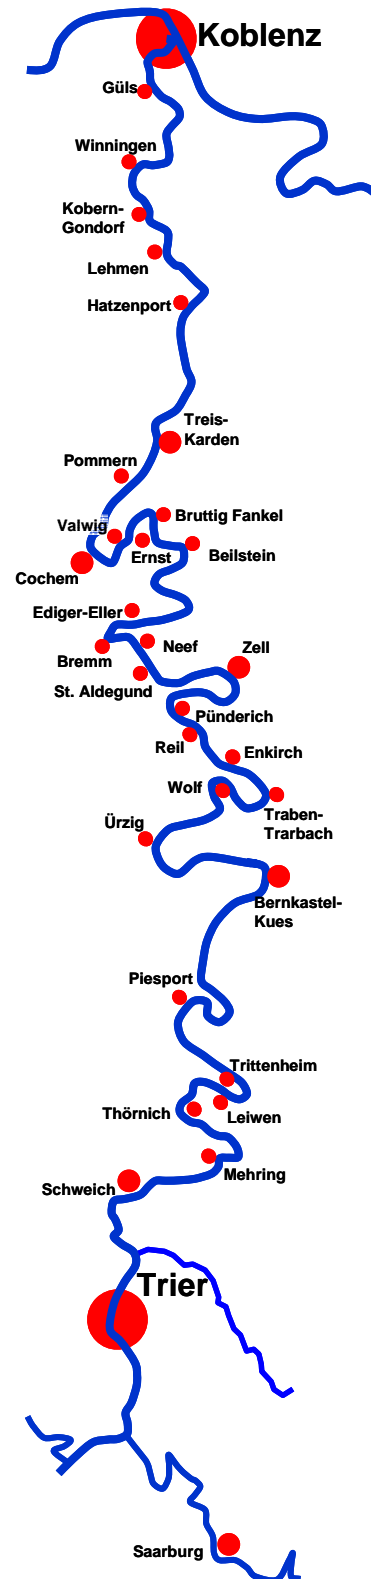 Koblenz
Güls
Winningen
Kobern-
Gondorf
Lehmen
Hatzenport
Treis-
Karden
Pommern
Bruttig Fankel
Valwig
Ernst
Beilstein
Cochem
Ediger-Eller
Neef
Zell
Bremm
St. Aldegund
Pünderich
Reil
Enkirch
Wolf
Traben-
Trarbach
Ürzig
Bernkastel-
Kues
Piesport
Trittenheim
Thörnich
Leiwen
Mehring
Schweich
Trier
Saarburg